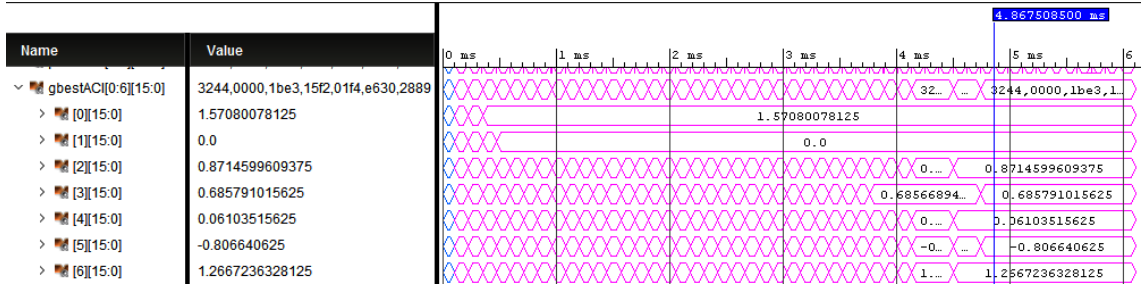 4.867508500 ms
Name Value 0 ms 1 ms 2 ms 3 ms 4 ms 5 ms 6
gbestACI[0:6][15:0] 3244,0000,1be3,15f2,01f4,e630,2889 32... ... 3244,0000,1be3,1...
[0][15:0] 1.57080078125 1.57080078125
[1][15:0] 0.0 0.0
[2][15:0] 0.8714599609375 0.... 0.8714599609375
[3][15:0] 0.685791015625 0.68566894... 0.685791015625
[4][15:0] 0.06103515625 0.... 0.06103515625
[5][15:0] -0.806640625 -0... ... -0.806640625
[6][15:0] 1.2667236328125 1.... 1.2667236328125